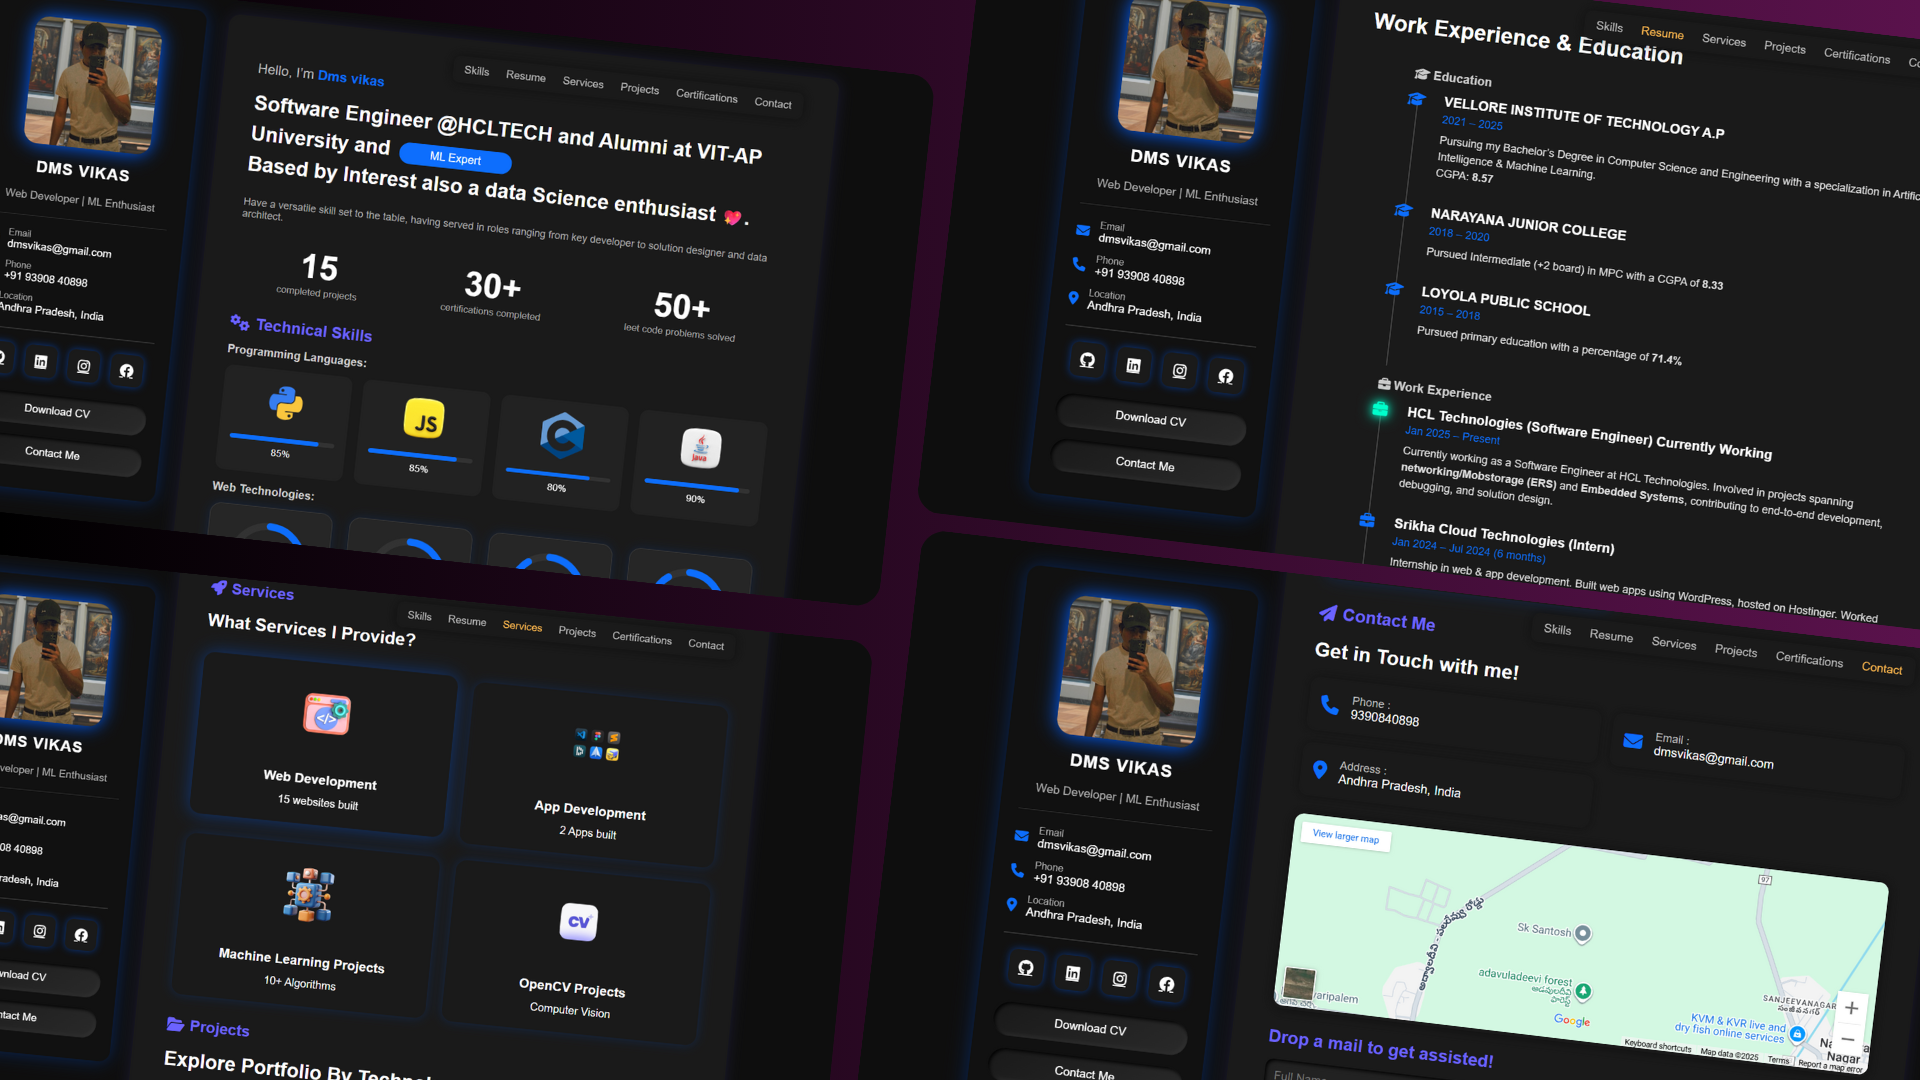 DMS VIKAS
Web Developer | ML Enthusiast
Email
dmsvikas@gmail.com
Phone
+91 93908 40898
Location
Andhra Pradesh, India
Download CV
Contact Me
Skills
Resume
Services
Projects
Certifications
Contact
Hello, I'm Dms vikas
Software Engineer @HCLTECH and Alumni at VIT-AP
University and ML Expert
Based by Interest also a data Science enthusiast 💖.
Have a versatile skill set to the table, having served in roles ranging from key developer to solution designer and data
architect.
15
completed projects
30+
certifications completed
50+
leet code problems solved
Technical Skills
Programming Languages:
85%
JS
85%
C
80%
Java
90%
Web Technologies:
DMS VIKAS
Web Developer | ML Enthusiast
Email
dmsvikas@gmail.com
Phone
+91 93908 40898
Location
Andhra Pradesh, India
Download CV
Contact Me
Skills
Resume
Services
Projects
Certifications
Co
Work Experience & Education
Education
VELLORE INSTITUTE OF TECHNOLOGY A.P
2021 – 2025
Pursuing my Bachelor's Degree in Computer Science and Engineering with a specialization in Artific
Intelligence & Machine Learning.
CGPA: 8.57
NARAYANA JUNIOR COLLEGE
2018 – 2020
Pursued Intermediate (+2 board) in MPC with a CGPA of 8.33
LOYOLA PUBLIC SCHOOL
2015 – 2018
Pursued primary education with a percentage of 71.4%
Work Experience
HCL Technologies (Software Engineer) Currently Working
Jan 2025 – Present
Currently working as a Software Engineer at HCL Technologies. Involved in projects spanning
networking/Mobstorage (ERS) and Embedded Systems, contributing to end-to-end development,
debugging, and solution design.
Srikha Cloud Technologies (Intern)
Jan 2024 – Jul 2024 (6 months)
Internship in web & app development. Built web apps using WordPress, hosted on Hostinger. Worked
DMS VIKAS
veloper | ML Enthusiast
as@gmail.com
08 40898
radesh, India
wnload CV
ntact Me
Services
What Services I Provide?
Skills
Resume
Services
Projects
Certifications
Contact
Web Development
15 websites built
App Development
2 Apps built
Machine Learning Projects
10+ Algorithms
CV
OpenCV Projects
Computer Vision
Projects
Explore Portfolio By Techno
DMS VIKAS
Web Developer | ML Enthusiast
Email
dmsvikas@gmail.com
Phone
+91 93908 40898
Location
Andhra Pradesh, India
Download CV
Contact Me
Contact Me
Get in Touch with me!
Skills
Resume
Services
Projects
Certifications
Contact
Phone :
9390840898
Email :
dmsvikas@gmail.com
Address :
Andhra Pradesh, India
View larger map
97
Sk Santosh
adavuladeevi forest
అడవులదీవి
ఫారెస్ట్
varipalem
SANJEEVANAGAR
సంజీవనగర్
KVM & KVR live and
dry fish online services
Na
Nagar
Google
Keyboard shortcuts
Map data ©2025
Terms
Report a map error
Drop a mail to get assisted!
Full Name